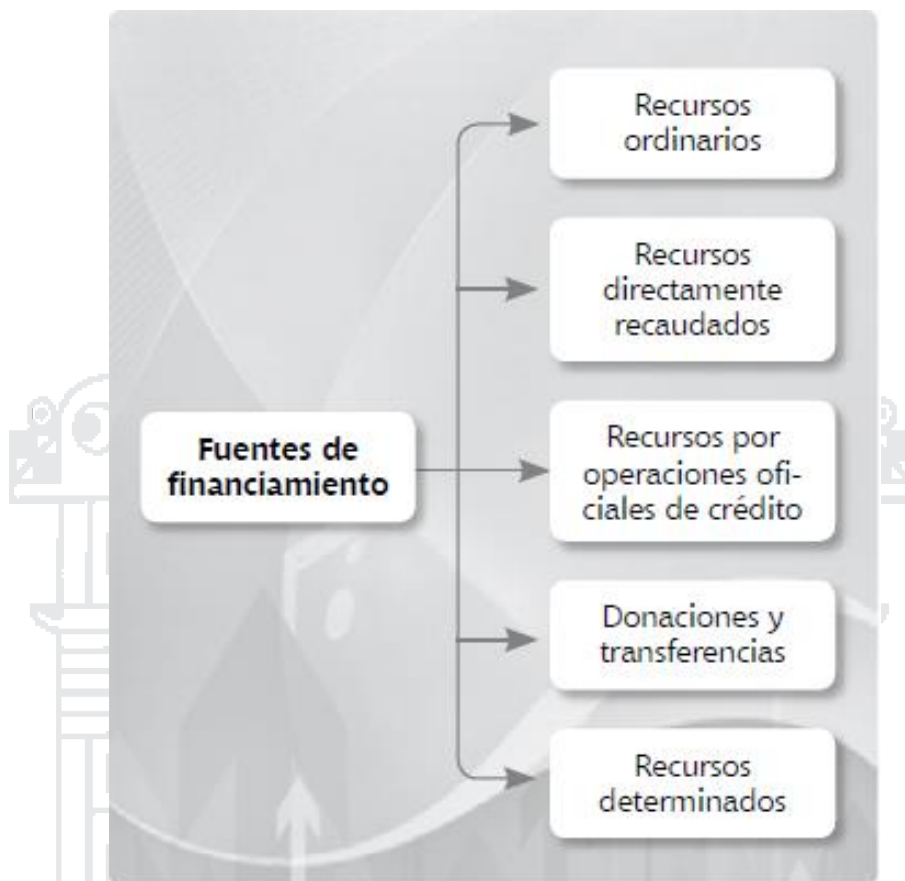 Recursos
ordinarios
Recursos
directamente
recaudados
Fuentes de
financiamiento
Recursos por
operaciones ofi-
ciales de crédito
Donaciones y
transferencias
Recursos
determinados